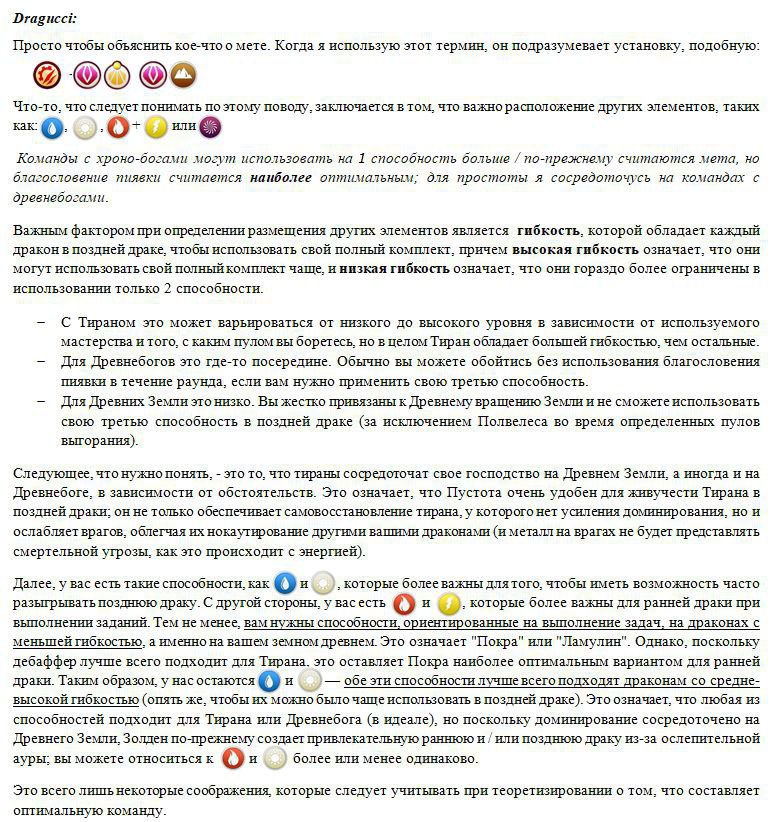 Dragucci:
Просто чтобы объяснить кое-что о мете. Когда я использую этот термин, он подразумевает установку, подобную:
-
Что-то, что следует понимать по этому поводу, заключается в том, что важно расположение других элементов, таких
как: , , + или
Команды с хроно-богами могут использовать на 1 способность больше / по-прежнему считаются мета, но
благословение пиявки считается наиболее оптимальным; для простоты я сосредоточусь на командах с
древнебогами.
Важным фактором при определении размещения других элементов является гибкость, которой обладает каждый
дракон в поздней драке, чтобы использовать свой полный комплект, причем высокая гибкость означает, что они
могут использовать свой полный комплект чаще, и низкая гибкость означает, что они гораздо более ограничены в
использовании только 2 способности.
– С Тираном это может варьироваться от низкого до высокого уровня в зависимости от используемого
мастерства и того, с каким пулом вы боретесь, но в целом Тиран обладает большей гибкостью, чем остальные.
– Для Древнебогов это где-то посередине. Обычно вы можете обойтись без использования благословения
пиявки в течение раунда, если вам нужно применить свою третью способность.
– Для Древних Земли это низко. Вы жестко привязаны к Древнему вращению Земли и не сможете использовать
свою третью способность в поздней драке (за исключением Полвелеса во время определенных пулов
выгорания).
Следующее, что нужно понять, - это то, что тираны сосредоточат свое господство на Древнем Земли, а иногда и на
Древнебоге, в зависимости от обстоятельств. Это означает, что Пустота очень удобен для живучести Тирана в
поздней драки; он не только обеспечивает самовосстановление тирана, у которого нет усиления доминирования, но и
ослабляет врагов, облегчая их нокаутирование другими вашими драконами (и металл на врагах не будет представлять
смертельной угрозы, как это происходит с энергией).
Далее, у вас есть такие способности, как и , которые более важны для того, чтобы иметь возможность часто
разыгрывать позднюю драку. С другой стороны, у вас есть и , которые более важны для ранней драки при
выполнении заданий. Тем не менее, вам нужны способности, ориентированные на выполнение задач, на драконах с
меньшей гибкостью, а именно на вашем земном древнем. Это означает "Покра" или "Ламулин". Однако, поскольку
дебаффер лучше всего подходит для Тирана, это оставляет Покра наиболее оптимальным вариантом для ранней
драки. Таким образом, у нас остаются и — обе эти способности лучше всего подходят драконам со средне-
высокой гибкостью (опять же, чтобы их можно было чаще использовать в поздней драке). Это означает, что любая из
способностей подходит для Тирана или Древнебога (в идеале), но поскольку доминирование сосредоточено на
Древнего Земли, Золден по-прежнему создает привлекательную раннюю и / или позднюю драку из-за ослепительной
ауры; вы можете относиться к и более или менее одинаково.
Это всего лишь некоторые соображения, которые следует учитывать при теоретизировании о том, что составляет
оптимальную команду.